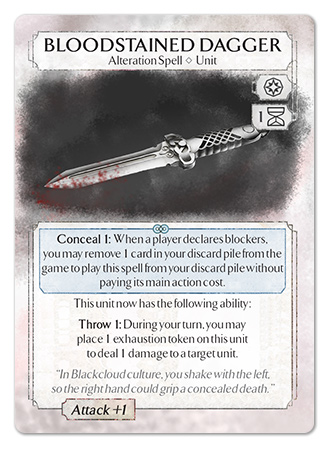 BLOODSTAINED DAGGER
Alteration Spell ◇ Unit
1
Conceal 1: When a player declares blockers,
you may remove 1 card in your discard pile from the
game to play this spell from your discard pile without
paying its main action cost.
This unit now has the following ability:
Throw 1: During your turn, you may
place 1 exhaustion token on this unit
to deal 1 damage to a target unit.
"In Blackcloud culture, you shake with the left,
so the right hand could grip a concealed death."
Attack +1